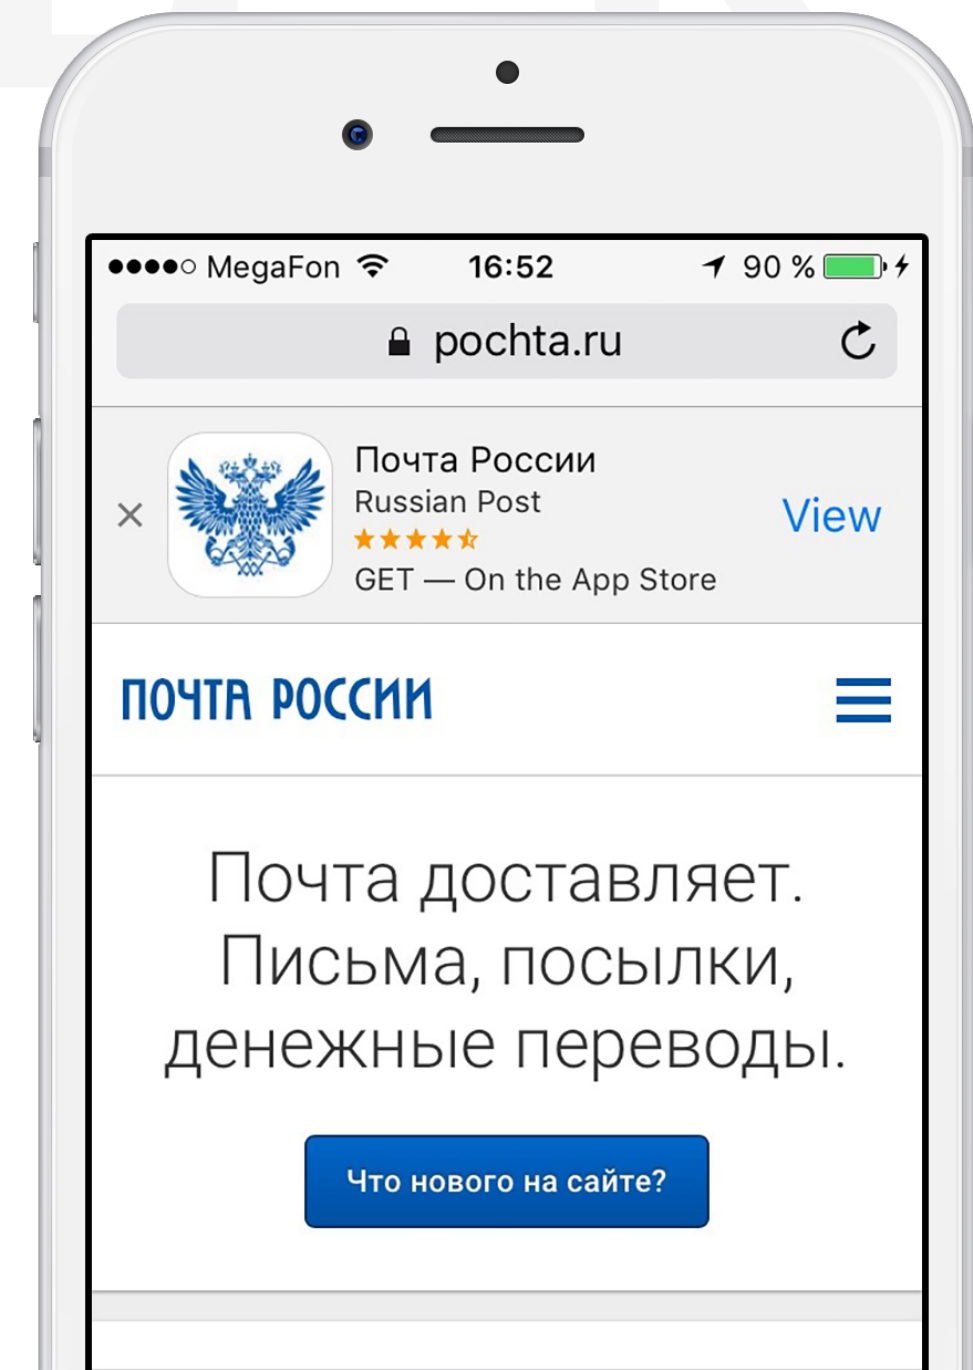 MegaFon 16:52 90 %
pochta.ru
Почта России
Russian Post
View
GET — On the App Store
ПОЧТА РОССИИ
Почта доставляет.
Письма, посылки,
денежные переводы.
Что нового на сайте?